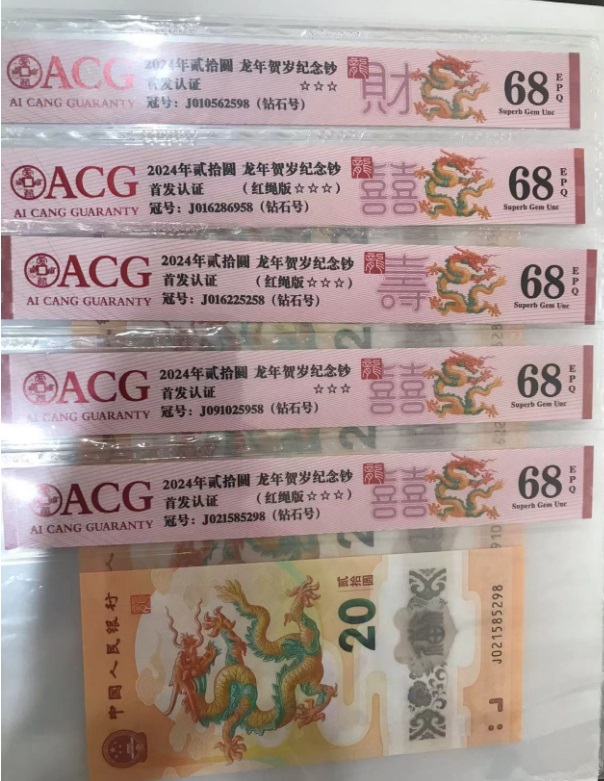 ACG
AI CANG GUARANTY
2024年贰拾圆 龙年贺岁纪念钞
首发认证 ☆☆☆
冠号：J010562598（钻石号）
龍
財
68
EPQ
Superb Gem Unc
ACG
AI CANG GUARANTY
2024年贰拾圆 龙年贺岁纪念钞
首发认证 （红绳版☆☆☆）
冠号：J016286958（钻石号）
龍
囍
68
EPQ
Superb Gem Unc
ACG
AI CANG GUARANTY
2024年贰拾圆 龙年贺岁纪念钞
首发认证 （红绳版☆☆☆）
冠号：J016225258（钻石号）
龍
壽
68
EPQ
Superb Gem Unc
ACG
AI CANG GUARANTY
2024年贰拾圆 龙年贺岁纪念钞
首发认证 ☆☆☆
冠号：J091025958（钻石号）
龍
囍
68
EPQ
Superb Gem Unc
ACG
AI CANG GUARANTY
2024年贰拾圆 龙年贺岁纪念钞
首发认证 （红绳版☆☆☆）
冠号：J021585298（钻石号）
龍
囍
68
EPQ
Superb Gem Unc
中国人民银行
20
贰拾圆
J021585298